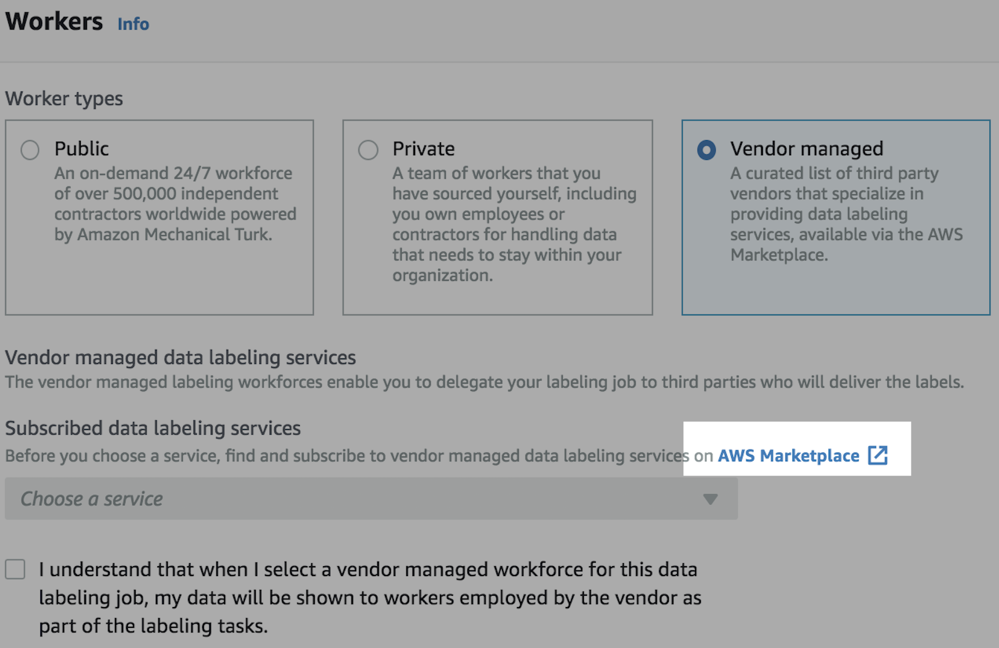 Workers Info
Worker types
Public
An on-demand 24/7 workforce
of over 500,000 independent
contractors worldwide powered
by Amazon Mechanical Turk.
Private
A team of workers that you
have sourced yourself, including
you own employees or
contractors for handling data
that needs to stay within your
organization.
Vendor managed
A curated list of third party
vendors that specialize in
providing data labeling
services, available via the AWS
Marketplace.
Vendor managed data labeling services
The vendor managed labeling workforces enable you to delegate your labeling job to third parties who will deliver the labels.
Subscribed data labeling services
Before you choose a service, find and subscribe to vendor managed data labeling services on AWS Marketplace
Choose a service
I understand that when I select a vendor managed workforce for this data
labeling job, my data will be shown to workers employed by the vendor as
part of the labeling tasks.